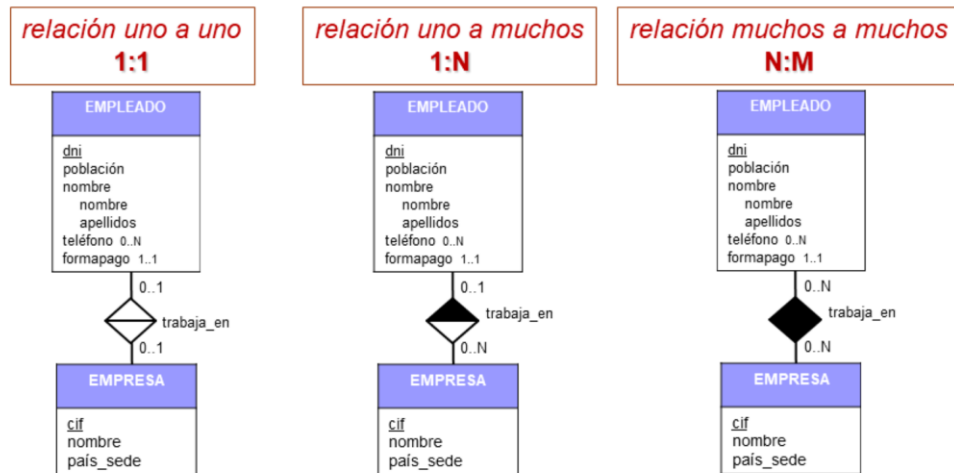 relación uno a uno
1:1
EMPLEADO
dni
población
nombre
nombre
apellidos
teléfono 0..N
formapago 1..1
0..1
trabaja_en
0..1
EMPRESA
cif
nombre
país_sede
relación uno a muchos
1:N
EMPLEADO
dni
población
nombre
nombre
apellidos
teléfono 0..N
formapago 1..1
0..1
trabaja_en
0..N
EMPRESA
cif
nombre
país_sede
relación muchos a muchos
N:M
EMPLEADO
dni
población
nombre
nombre
apellidos
teléfono 0..N
formapago 1..1
0..N
trabaja_en
0..N
EMPRESA
cif
nombre
país_sede